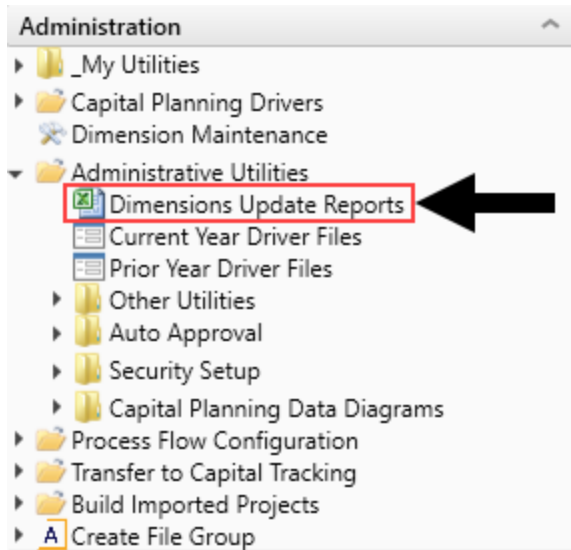 Administration
_My Utilities
Capital Planning Drivers
Dimension Maintenance
Administrative Utilities
Dimensions Update Reports
Current Year Driver Files
Prior Year Driver Files
Other Utilities
Auto Approval
Security Setup
Capital Planning Data Diagrams
Process Flow Configuration
Transfer to Capital Tracking
Build Imported Projects
A Create File Group